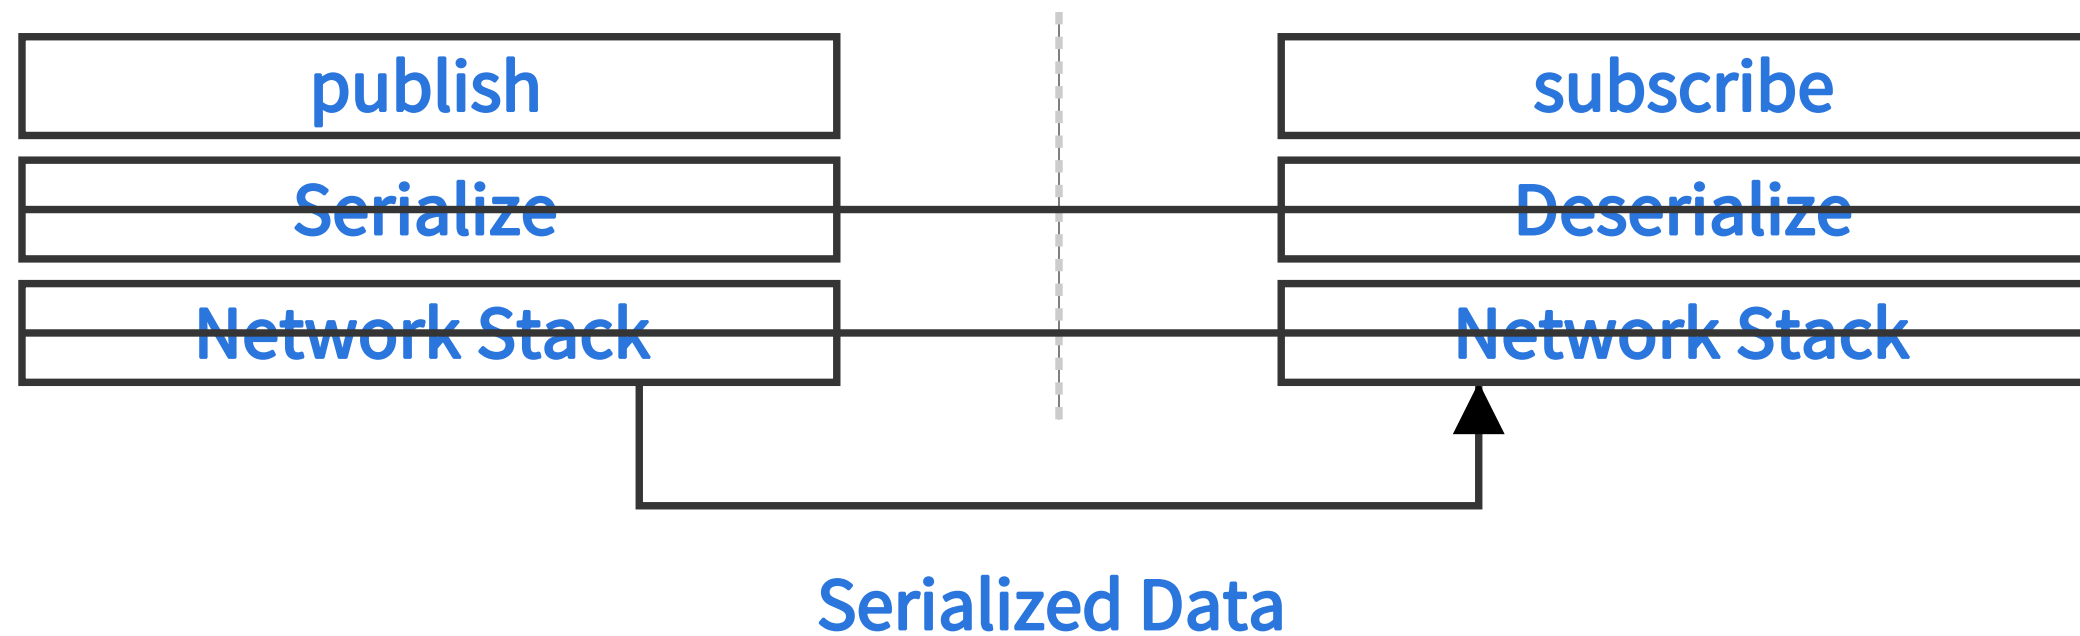 publish
subscribe
Serialize
Deserialize
Network Stack
Network Stack
Serialized Data